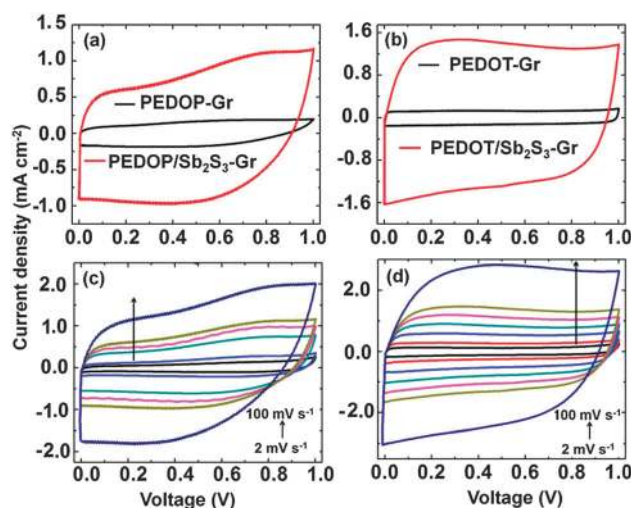 (a)
PEDOP-Gr
PEDOP/Sb₂S₃-Gr
1.5
1.0
0.5
0.0
-0.5
-1.0
0.0 0.2 0.4 0.6 0.8 1.0
(b)
PEDOT-Gr
PEDOT/Sb₂S₃-Gr
1.6
0.8
0.0
-0.8
-1.6
0.0 0.2 0.4 0.6 0.8 1.0
Current density (mA cm⁻²)
(c)
2.0
1.0
0.0
-1.0
-2.0
100 mV s⁻¹
2 mV s⁻¹
0.0 0.2 0.4 0.6 0.8 1.0
Voltage (V)
(d)
2.0
0.0
-2.0
100 mV s⁻¹
2 mV s⁻¹
0.0 0.2 0.4 0.6 0.8 1.0
Voltage (V)